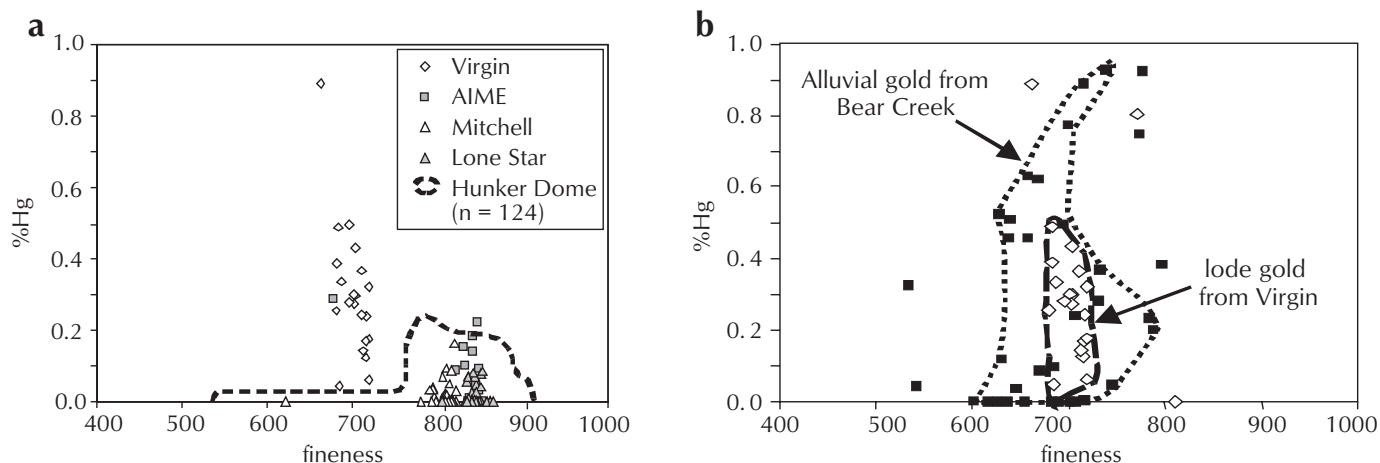 a
1.0
0.8
0.6
0.4
0.2
0.0
%Hg
400
500
600
700
800
900
1000
fineness
Virgin
AIME
Mitchell
Lone Star
Hunker Dome
(n = 124)
b
1.0
0.8
0.6
0.4
0.2
0.0
%Hg
400
500
600
700
800
900
1000
fineness
Alluvial gold from
Bear Creek
lode gold
from Virgin